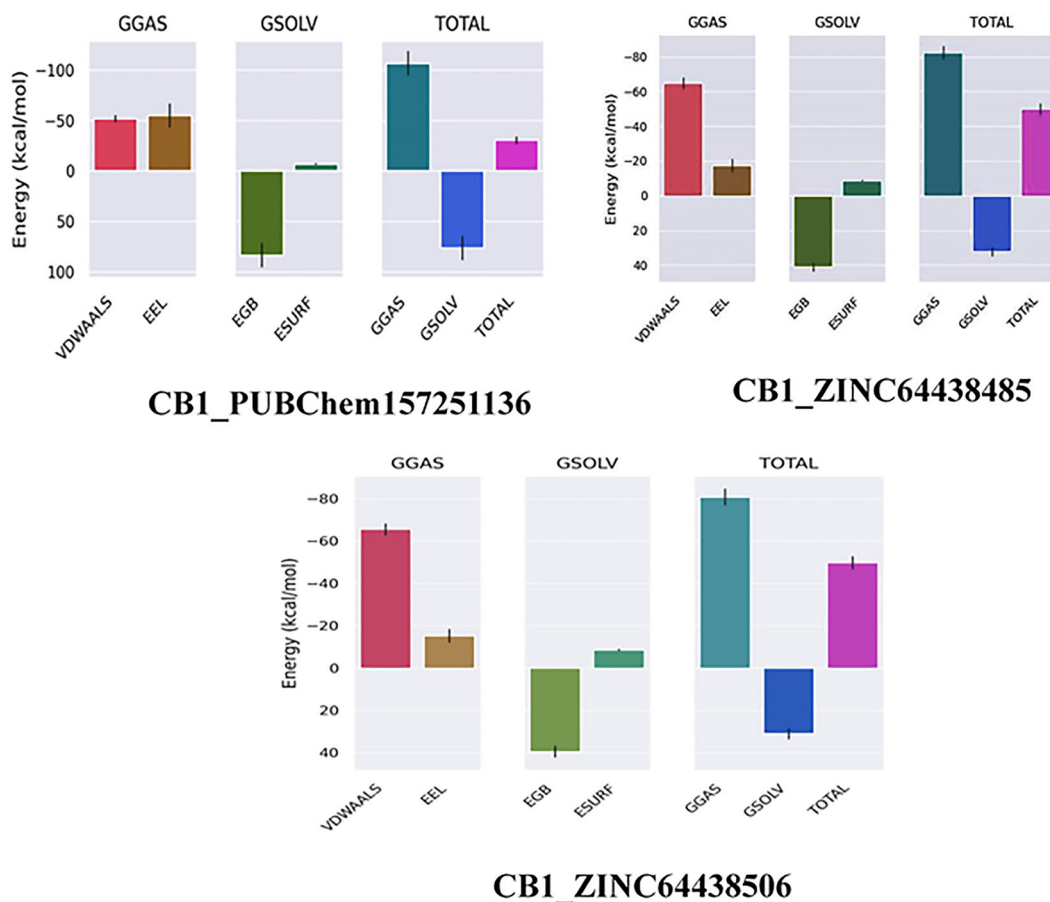 GGAS GSOLV TOTAL
Energy (kcal/mol)
−100
−50
0
50
100
VDWAALS EEL EGB ESURF GGAS GSOLV TOTAL
CB1_PUBChem157251136
GGAS GSOLV TOTAL
Energy (kcal/mol)
−80
−60
−40
−20
0
20
40
VDWAALS EEL EGB ESURF GGAS GSOLV TOTAL
CB1_ZINC64438485
GGAS GSOLV TOTAL
Energy (kcal/mol)
−80
−60
−40
−20
0
20
40
VDWAALS EEL EGB ESURF GGAS GSOLV TOTAL
CB1_ZINC64438506